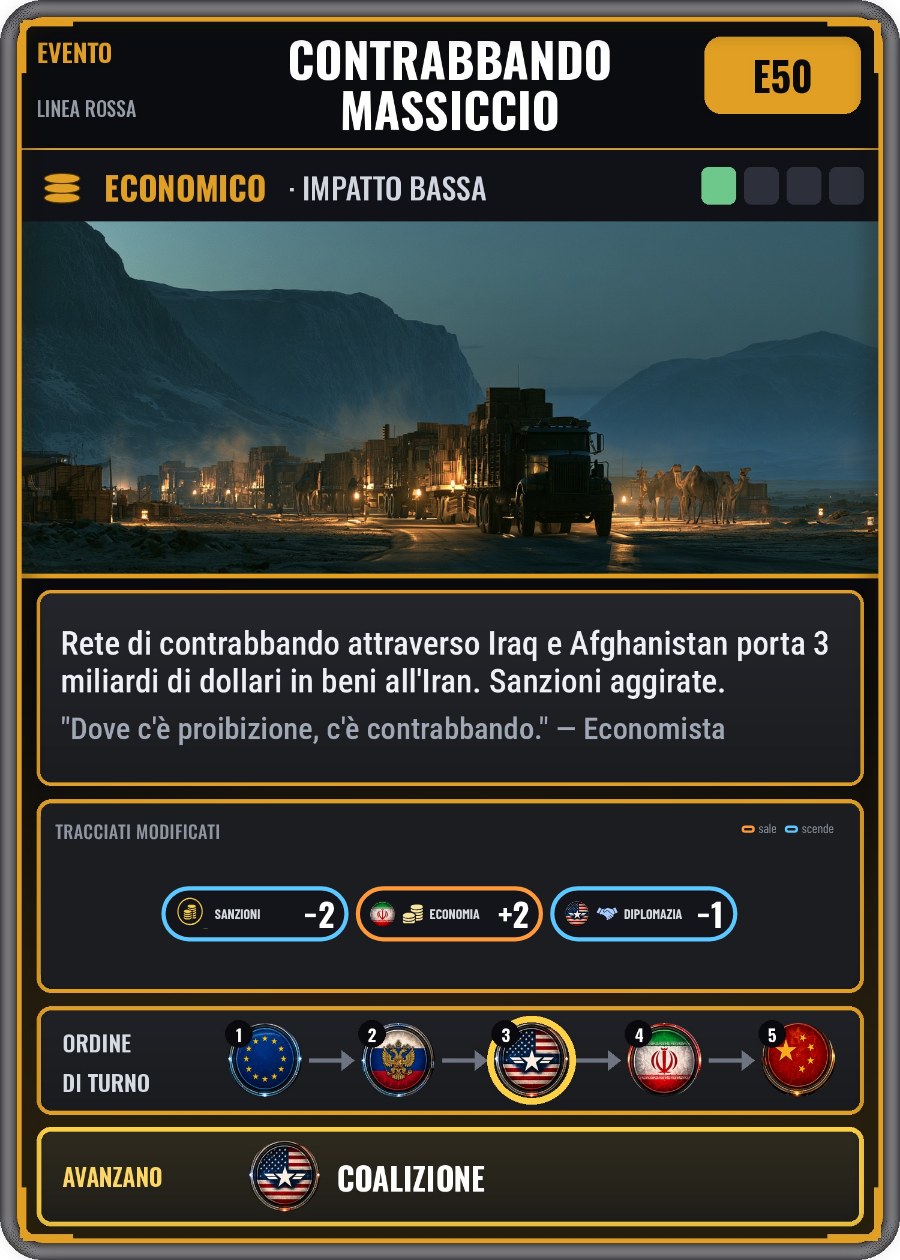 EVENTO
LINEA ROSSA
CONTRABBANDO
MASSICCIO
E50
ECONOMICO · IMPATTO BASSA
Rete di contrabbando attraverso Iraq e Afghanistan porta 3
miliardi di dollari in beni all'Iran. Sanzioni aggirate.
"Dove c'è proibizione, c'è contrabbando." — Economista
TRACCIATI MODIFICATI
sale scende
SANZIONI -2
ECONOMIA +2
DIPLOMAZIA -1
ORDINE
DI TURNO
1 2 3 4 5
AVANZANO
COALIZIONE